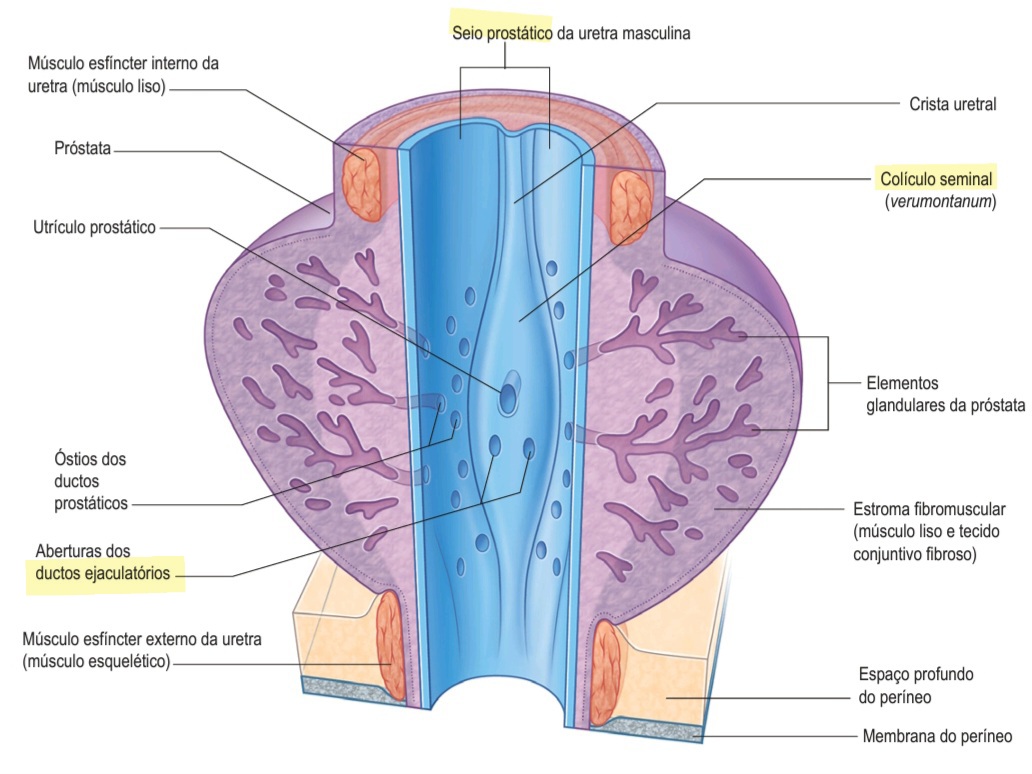 Seio prostático da uretra masculina
Músculo esfíncter interno da
uretra (músculo liso)
Próstata
Utrículo prostático
Óstios dos
ductos
prostáticos
Aberturas dos
ductos ejaculatórios
Músculo esfíncter externo da uretra
(músculo esquelético)
Crista uretral
Colículo seminal
(verumontanum)
Elementos
glandulares da próstata
Estroma fibromuscular
(músculo liso e tecido
conjuntivo fibroso)
Espaço profundo
do períneo
Membrana do períneo